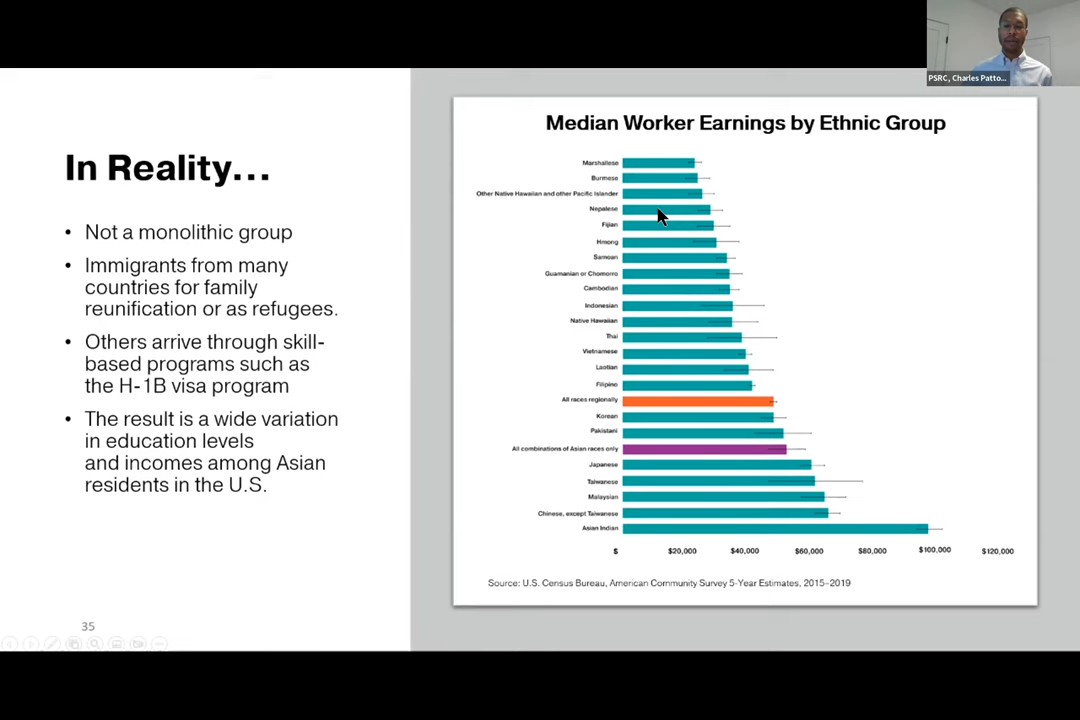 PSRC, Charles Patto...
In Reality...
• Not a monolithic group
• Immigrants from many
countries for family
reunification or as refugees.
• Others arrive through skill-
based programs such as
the H-1B visa program
• The result is a wide variation
in education levels
and incomes among Asian
residents in the U.S.
35
Median Worker Earnings by Ethnic Group
Marshallese
Burmese
Other Native Hawaiian and other Pacific Islander
Nepalese
Fijian
Hmong
Samoan
Guamanian or Chomorro
Cambodian
Indonesian
Native Hawaiian
Thai
Vietnamese
Laotian
Filipino
All races regionally
Korean
Pakistani
All combinations of Asian races only
Japanese
Taiwanese
Malaysian
Chinese, except Taiwanese
Asian Indian
$ $20,000 $40,000 $60,000 $80,000 $100,000 $120,000
Source: U.S. Census Bureau, American Community Survey 5-Year Estimates, 2015–2019